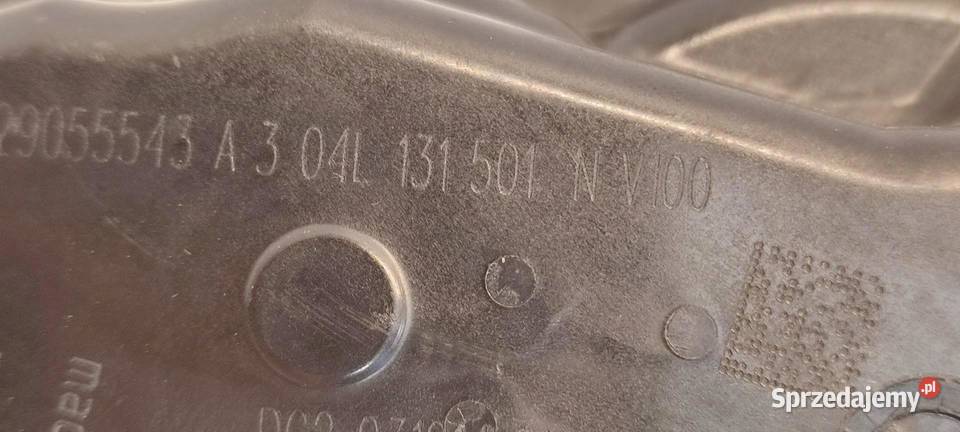 29055543 A 3 04L 131 501 N V100
Sprzedajemy.pl